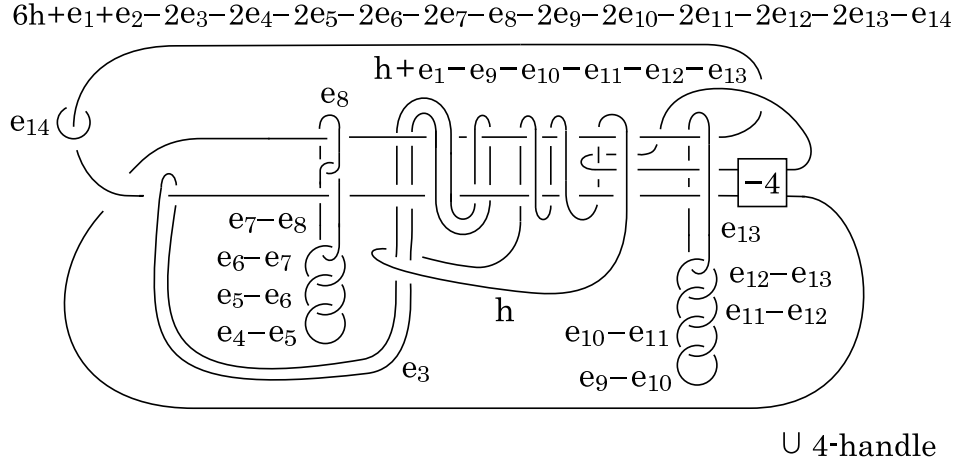 6h+e₁+e₂−2e₃−2e₄−2e₅−2e₆−2e₇−e₈−2e₉−2e₁₀−2e₁₁−2e₁₂−2e₁₃−e₁₄
h+e₁−e₉−e₁₀−e₁₁−e₁₂−e₁₃
e₈
e₁₄
−4
e₇−e₈
e₁₃
e₆−e₇
e₁₂−e₁₃
e₅−e₆
h
e₁₁−e₁₂
e₄−e₅
e₁₀−e₁₁
e₃
e₉−e₁₀
∪ 4-handle